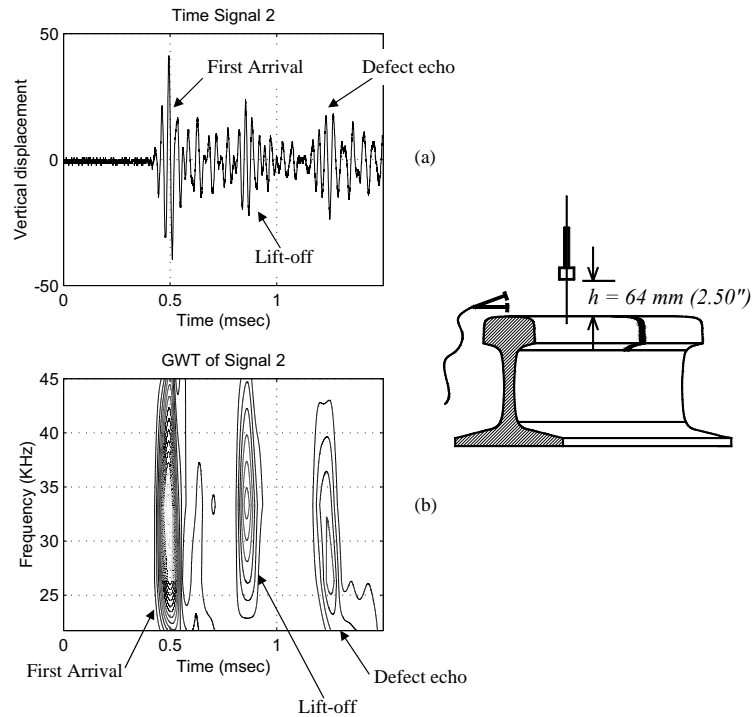 Time Signal 2
50
0
-50
Vertical displacement
First Arrival
Defect echo
Lift-off
0
0.5
1
Time (msec)
(a)
h = 64 mm (2.50")
GWT of Signal 2
45
40
35
30
25
Frequency (KHz)
0
0.5
1
Time (msec)
(b)
First Arrival
Defect echo
Lift-off